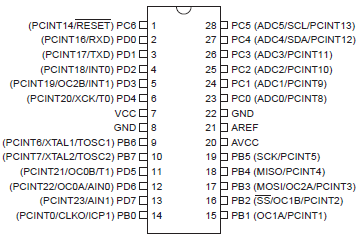 (PCINT14/RESET) PC6 1 28 PC5 (ADC5/SCL/PCINT13)
(PCINT16/RXD) PD0 2 27 PC4 (ADC4/SDA/PCINT12)
(PCINT17/TXD) PD1 3 26 PC3 (ADC3/PCINT11)
(PCINT18/INT0) PD2 4 25 PC2 (ADC2/PCINT10)
(PCINT19/OC2B/INT1) PD3 5 24 PC1 (ADC1/PCINT9)
(PCINT20/XCK/T0) PD4 6 23 PC0 (ADC0/PCINT8)
VCC 7 22 GND
GND 8 21 AREF
(PCINT6/XTAL1/TOSC1) PB6 9 20 AVCC
(PCINT7/XTAL2/TOSC2) PB7 10 19 PB5 (SCK/PCINT5)
(PCINT21/OC0B/T1) PD5 11 18 PB4 (MISO/PCINT4)
(PCINT22/OC0A/AIN0) PD6 12 17 PB3 (MOSI/OC2A/PCINT3)
(PCINT23/AIN1) PD7 13 16 PB2 (SS/OC1B/PCINT2)
(PCINT0/CLKO/ICP1) PB0 14 15 PB1 (OC1A/PCINT1)